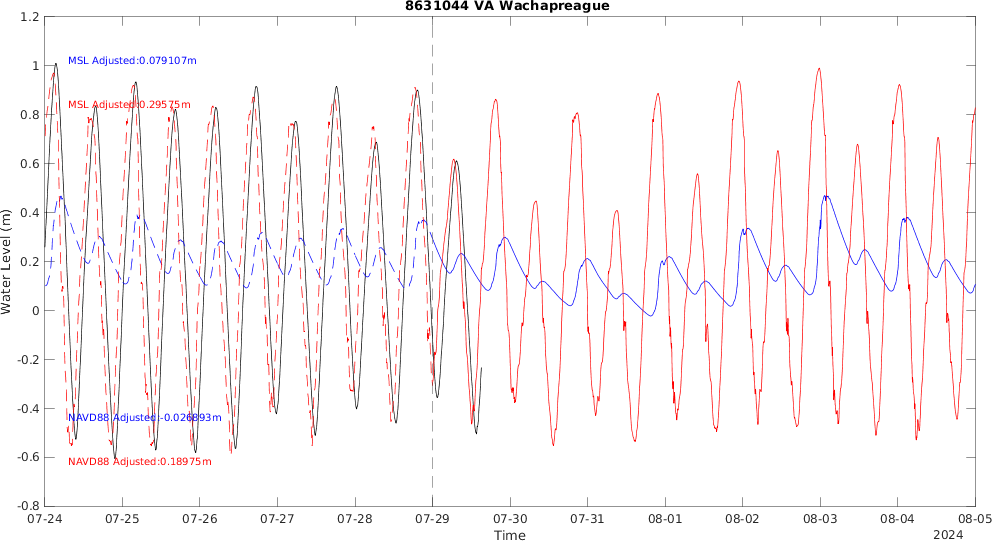 8631044 VA Wachapreague
1.2
1
0.8
0.6
0.4
0.2
0
-0.2
-0.4
-0.6
-0.8
Water Level (m)
MSL Adjusted:0.079107m
MSL Adjusted:0.29575m
NAVD88 Adjusted:-0.026893m
NAVD88 Adjusted:0.18975m
07-24 07-25 07-26 07-27 07-28 07-29 07-30 07-31 08-01 08-02 08-03 08-04 08-05
Time
2024